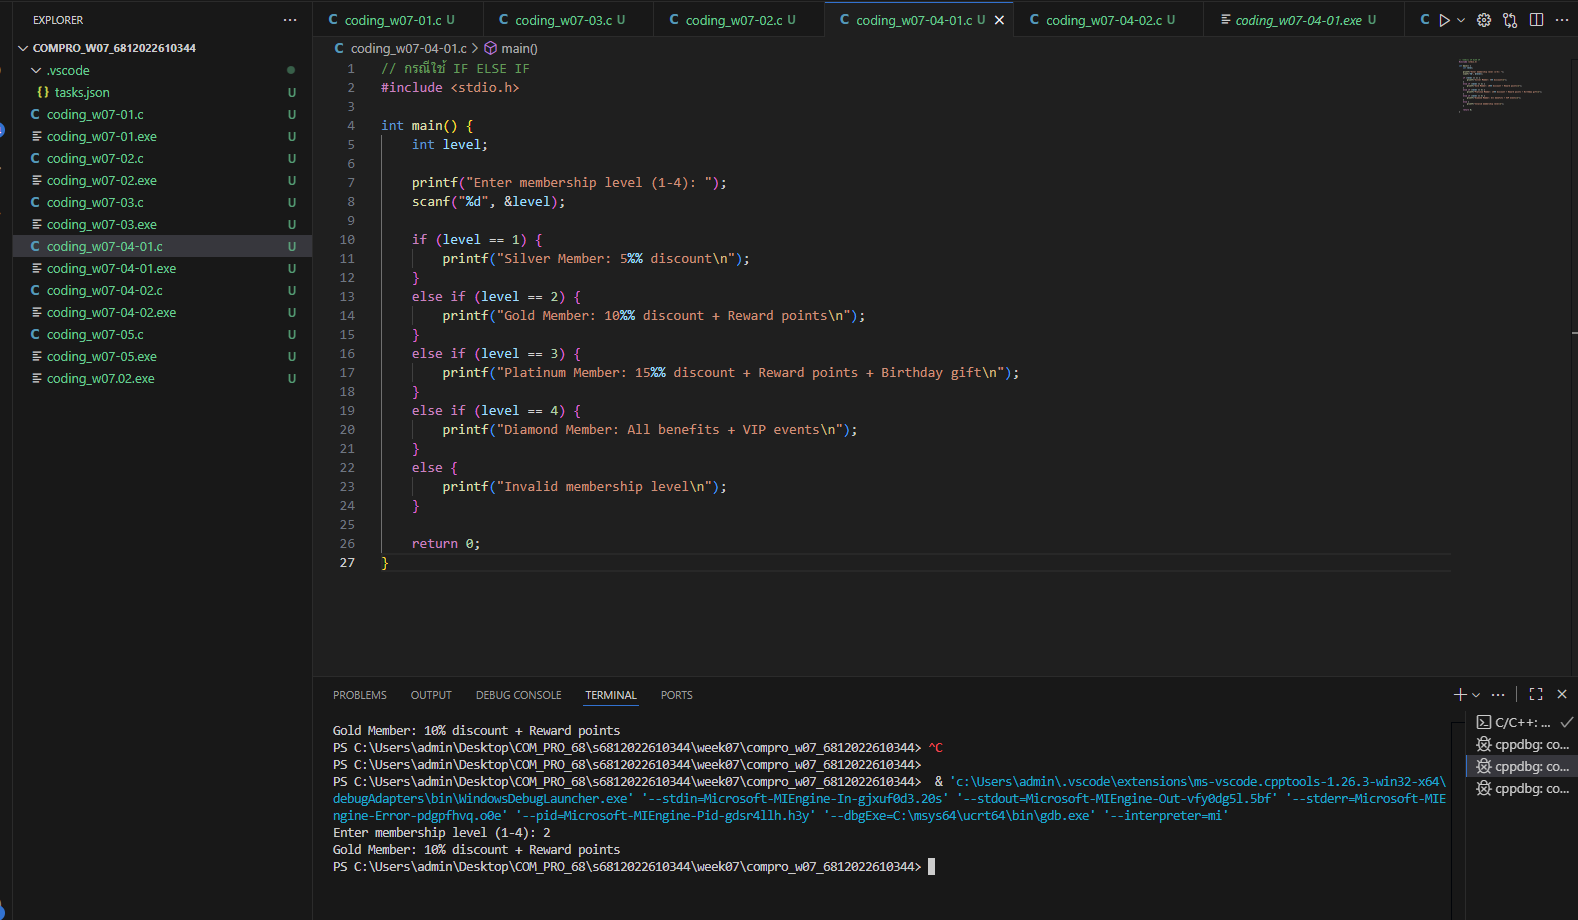 EXPLORER
COMPRO_W07_6812022610344
.vscode
{} tasks.json U
C coding_w07-01.c U
coding_w07-01.exe U
C coding_w07-02.c U
coding_w07-02.exe U
C coding_w07-03.c U
coding_w07-03.exe U
C coding_w07-04-01.c U
coding_w07-04-01.exe U
C coding_w07-04-02.c U
coding_w07-04-02.exe U
C coding_w07-05.c U
coding_w07-05.exe U
coding_w07.02.exe U
C coding_w07-01.c U C coding_w07-03.c U C coding_w07-02.c U C coding_w07-04-01.c U C coding_w07-04-02.c U coding_w07-04-01.exe U C
C coding_w07-04-01.c > main()
1 // กรณีใช้ IF ELSE IF
2 #include <stdio.h>
3
4 int main() {
5 int level;
6
7 printf("Enter membership level (1-4): ");
8 scanf("%d", &level);
9
10 if (level == 1) {
11 printf("Silver Member: 5%% discount\n");
12 }
13 else if (level == 2) {
14 printf("Gold Member: 10%% discount + Reward points\n");
15 }
16 else if (level == 3) {
17 printf("Platinum Member: 15%% discount + Reward points + Birthday gift\n");
18 }
19 else if (level == 4) {
20 printf("Diamond Member: All benefits + VIP events\n");
21 }
22 else {
23 printf("Invalid membership level\n");
24 }
25
26 return 0;
27 }
PROBLEMS OUTPUT DEBUG CONSOLE TERMINAL PORTS
Gold Member: 10% discount + Reward points
PS C:\Users\admin\Desktop\COM_PRO_68\s6812022610344\week07\compro_w07_6812022610344> ^C
PS C:\Users\admin\Desktop\COM_PRO_68\s6812022610344\week07\compro_w07_6812022610344>
PS C:\Users\admin\Desktop\COM_PRO_68\s6812022610344\week07\compro_w07_6812022610344> & 'c:\Users\admin\.vscode\extensions\ms-vscode.cpptools-1.26.3-win32-x64\
debugAdapters\bin\WindowsDebugLauncher.exe' '--stdin=Microsoft-MIEngine-In-gjxuf0d3.20s' '--stdout=Microsoft-MIEngine-Out-vfy0dg5l.5bf' '--stderr=Microsoft-MIE
ngine-Error-pdgpfhvq.o0e' '--pid=Microsoft-MIEngine-Pid-gdsr4llh.h3y' '--dbgExe=C:\msys64\ucrt64\bin\gdb.exe' '--interpreter=mi'
Enter membership level (1-4): 2
Gold Member: 10% discount + Reward points
PS C:\Users\admin\Desktop\COM_PRO_68\s6812022610344\week07\compro_w07_6812022610344>
C/C++: ...
cppdbg: co...
cppdbg: co...
cppdbg: co...